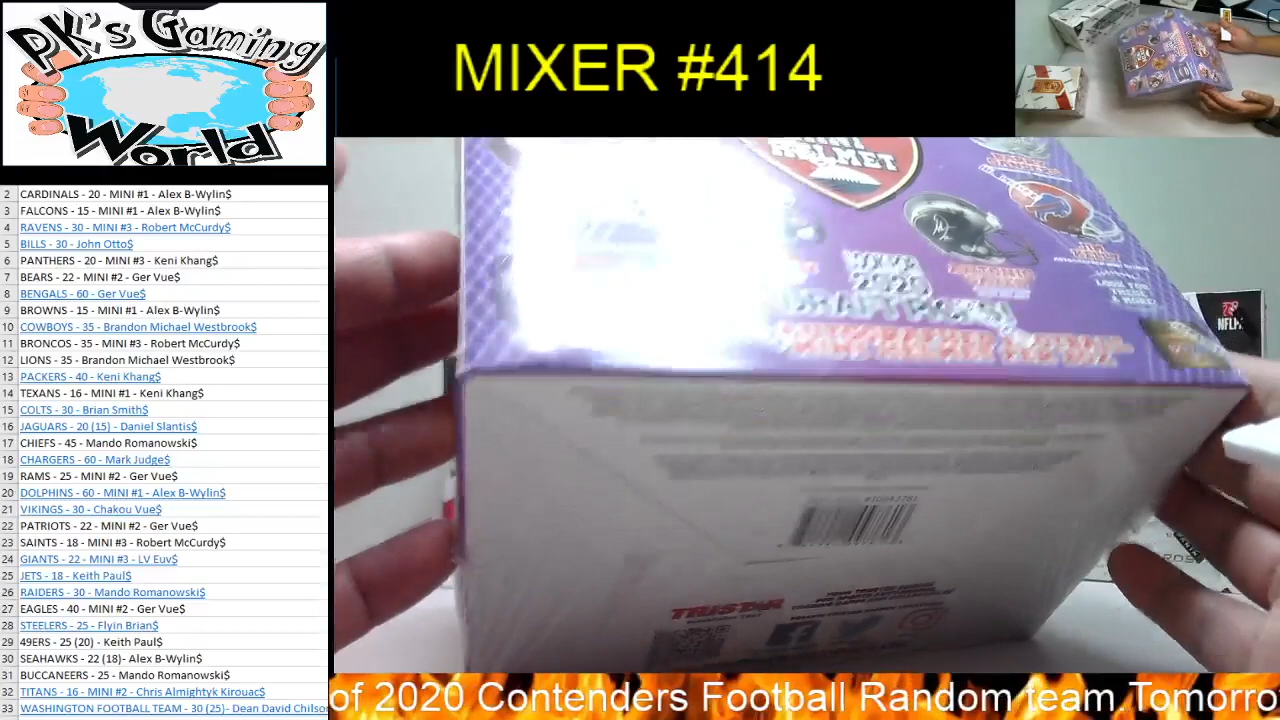 PK's Gaming
World
MIXER #414
2 CARDINALS - 20 - MINI #1 - Alex B-Wylin$
3 FALCONS - 15 - MINI #1 - Alex B-Wylin$
4 RAVENS - 30 - MINI #3 - Robert McCurdy$
5 BILLS - 30 - John Otto$
6 PANTHERS - 20 - MINI #3 - Keni Khang$
7 BEARS - 22 - MINI #2 - Ger Vue$
8 BENGALS - 60 - Ger Vue$
9 BROWNS - 15 - MINI #1 - Alex B-Wylin$
10 COWBOYS - 35 - Brandon Michael Westbrook$
11 BRONCOS - 35 - MINI #3 - Robert McCurdy$
12 LIONS - 35 - Brandon Michael Westbrook$
13 PACKERS - 40 - Keni Khang$
14 TEXANS - 16 - MINI #1 - Keni Khang$
15 COLTS - 30 - Brian Smith$
16 JAGUARS - 20 (15) - Daniel Slantis$
17 CHIEFS - 45 - Mando Romanowski$
18 CHARGERS - 60 - Mark Judge$
19 RAMS - 25 - MINI #2 - Ger Vue$
20 DOLPHINS - 60 - MINI #1 - Alex B-Wylin$
21 VIKINGS - 30 - Chakou Vue$
22 PATRIOTS - 22 - MINI #2 - Ger Vue$
23 SAINTS - 18 - MINI #3 - Robert McCurdy$
24 GIANTS - 22 - MINI #3 - LV Euv$
25 JETS - 18 - Keith Paul$
26 RAIDERS - 30 - Mando Romanowski$
27 EAGLES - 40 - MINI #2 - Ger Vue$
28 STEELERS - 25 - Flyin Brian$
29 49ERS - 25 (20) - Keith Paul$
30 SEAHAWKS - 22 (18)- Alex B-Wylin$
31 BUCCANEERS - 25 - Mando Romanowski$
32 TITANS - 16 - MINI #2 - Chris Almightyk Kirouac$
33 WASHINGTON FOOTBALL TEAM - 30 (25)- Dean David Chilso
HELMET
LOOK FOR
THESE
& MORE!
NFL
TRISTAR
of 2020 Contenders Football Random team.Tomorro